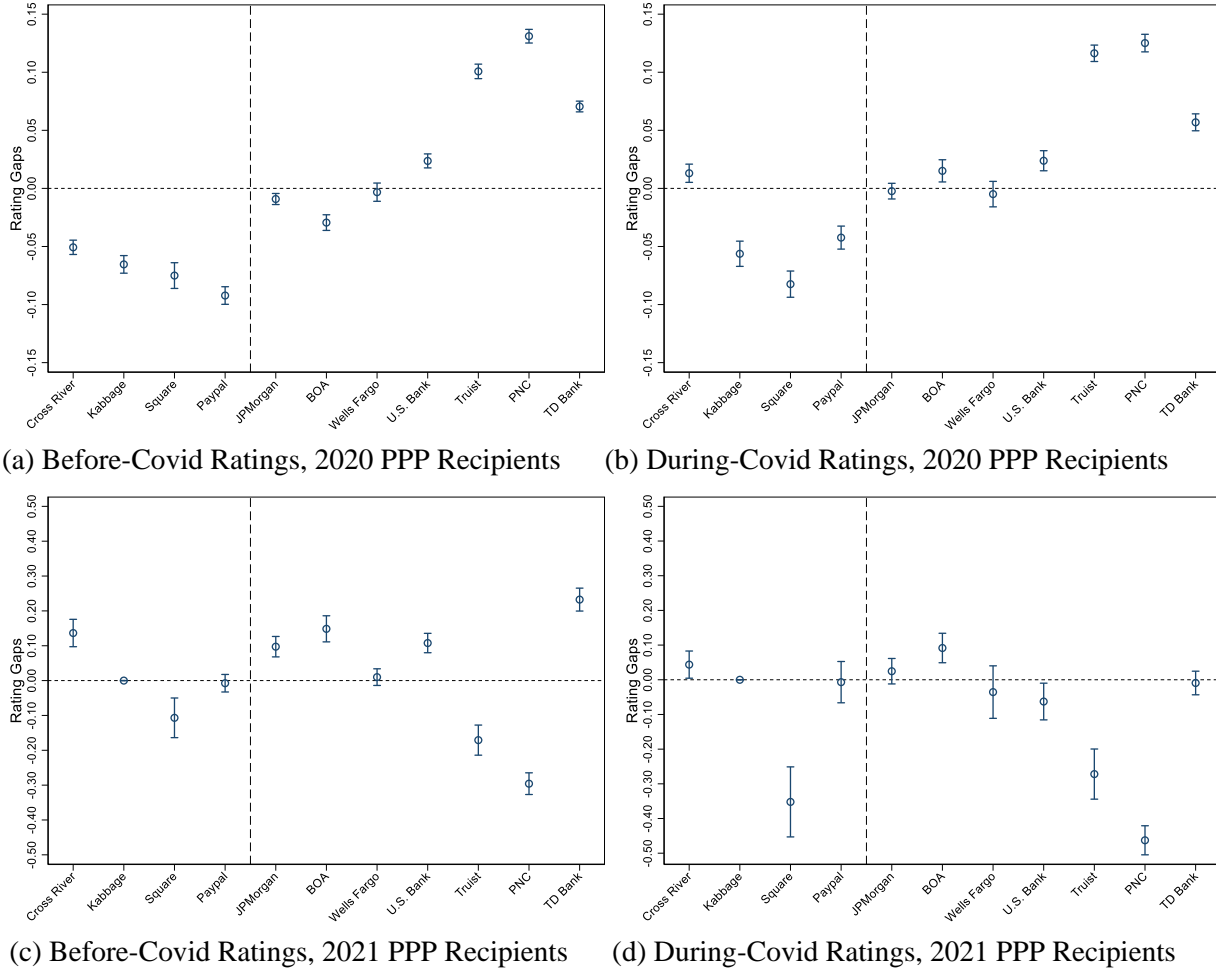 0.15
0.10
0.05
0.00
-0.05
-0.10
-0.15
Rating Gaps
Cross River
Kabbage
Square
Paypal
JPMorgan
BOA
Wells Fargo
U.S. Bank
Truist
PNC
TD Bank
(a) Before-Covid Ratings, 2020 PPP Recipients
0.15
0.10
0.05
0.00
-0.05
-0.10
-0.15
Rating Gaps
Cross River
Kabbage
Square
Paypal
JPMorgan
BOA
Wells Fargo
U.S. Bank
Truist
PNC
TD Bank
(b) During-Covid Ratings, 2020 PPP Recipients
0.50
0.40
0.30
0.20
0.10
0.00
-0.10
-0.20
-0.30
-0.40
-0.50
Rating Gaps
Cross River
Kabbage
Square
Paypal
JPMorgan
BOA
Wells Fargo
U.S. Bank
Truist
PNC
TD Bank
(c) Before-Covid Ratings, 2021 PPP Recipients
0.50
0.40
0.30
0.20
0.10
0.00
-0.10
-0.20
-0.30
-0.40
-0.50
Rating Gaps
Cross River
Kabbage
Square
Paypal
JPMorgan
BOA
Wells Fargo
U.S. Bank
Truist
PNC
TD Bank
(d) During-Covid Ratings, 2021 PPP Recipients